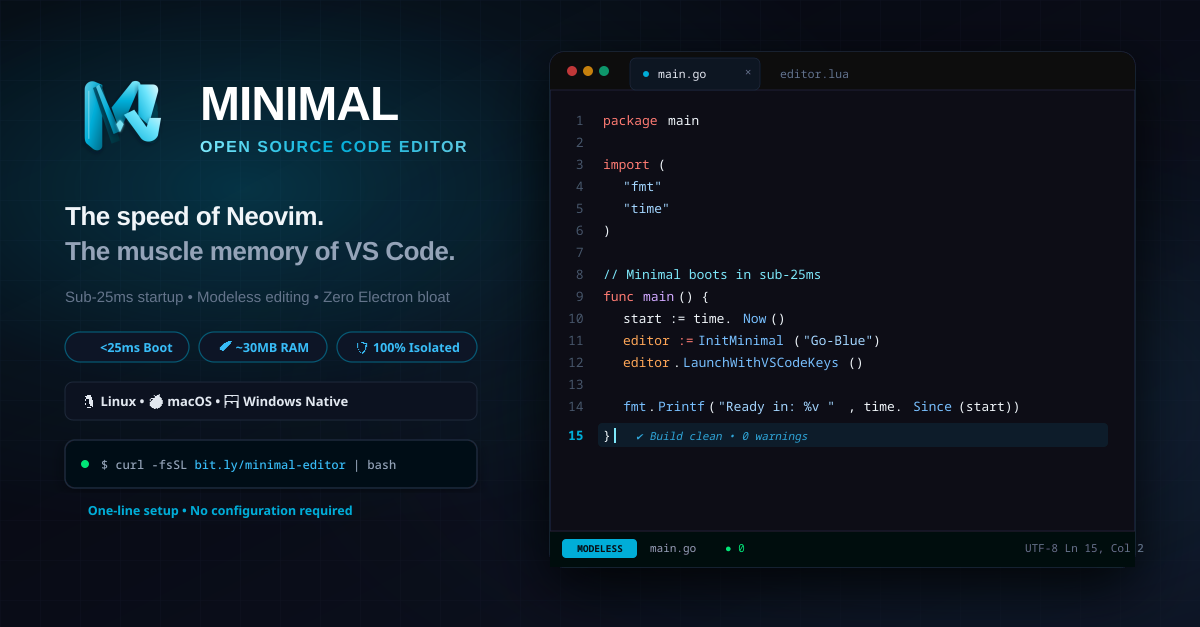 MINIMAL
OPEN SOURCE CODE EDITOR
The speed of Neovim.
The muscle memory of VS Code.
Sub-25ms startup • Modeless editing • Zero Electron bloat
<25ms Boot
~30MB RAM
100% Isolated
Linux • macOS • Windows Native
$ curl -fsSL bit.ly/minimal-editor | bash
One-line setup • No configuration required
main.go × editor.lua
1 package main
2
3 import (
4 "fmt"
5 "time"
6 )
7
8 // Minimal boots in sub-25ms
9 func main() {
10 start := time. Now()
11 editor := InitMinimal ("Go-Blue")
12 editor.LaunchWithVSCodeKeys ()
13
14 fmt.Printf("Ready in: %v " , time. Since (start))
15 } ✔ Build clean • 0 warnings
MODELESS main.go ● 0 UTF-8 Ln 15, Col 2